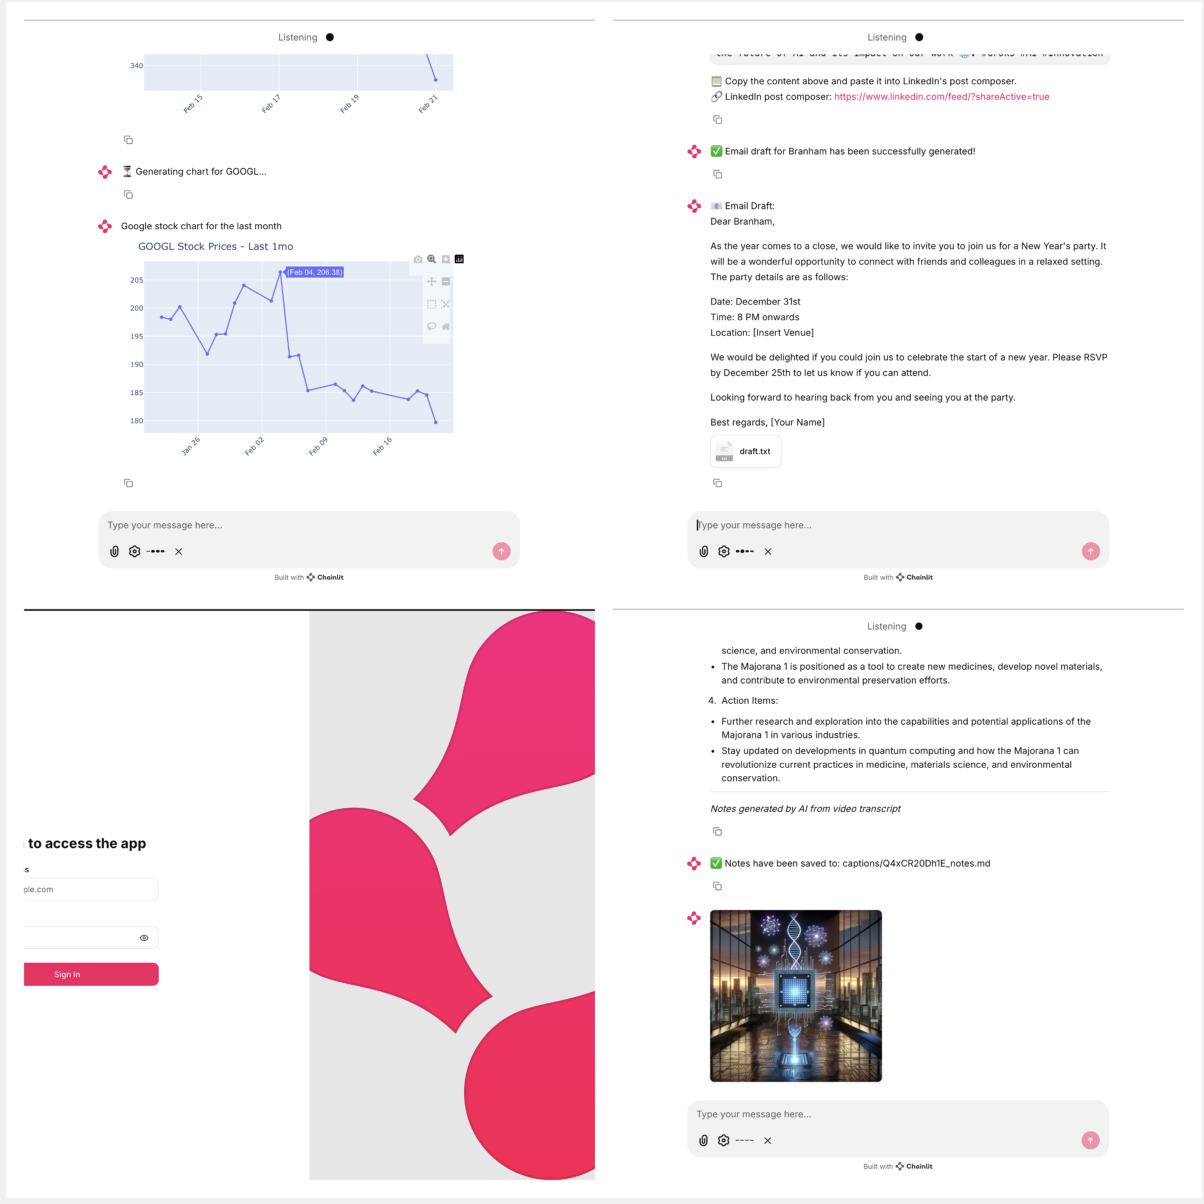 Listening
340
Feb 15
Feb 17
Feb 19
Feb 21
Generating chart for GOOGL...
Google stock chart for the last month
GOOGL Stock Prices - Last 1mo
(Feb 04, 206.38)
205
200
195
190
185
180
Jan 26
Feb 02
Feb 09
Feb 16
Type your message here...
Built with Chainlit
Listening
the future of AI and its impact on our work
Copy the content above and paste it into LinkedIn's post composer.
LinkedIn post composer: https://www.linkedin.com/feed/?shareActive=true
Email draft for Branham has been successfully generated!
Email Draft:
Dear Branham,
As the year comes to a close, we would like to invite you to join us for a New Year's party. It
will be a wonderful opportunity to connect with friends and colleagues in a relaxed setting.
The party details are as follows:
Date: December 31st
Time: 8 PM onwards
Location: [Insert Venue]
We would be delighted if you could join us to celebrate the start of a new year. Please RSVP
by December 25th to let us know if you can attend.
Looking forward to hearing back from you and seeing you at the party.
Best regards, [Your Name]
draft.txt
Type your message here...
Built with Chainlit
to access the app
ple.com
Sign In
Listening
science, and environmental conservation.
• The Majorana 1 is positioned as a tool to create new medicines, develop novel materials,
and contribute to environmental preservation efforts.
4. Action Items:
• Further research and exploration into the capabilities and potential applications of the
Majorana 1 in various industries.
• Stay updated on developments in quantum computing and how the Majorana 1 can
revolutionize current practices in medicine, materials science, and environmental
conservation.
Notes generated by AI from video transcript
Notes have been saved to: captions/Q4xCR20Dh1E_notes.md
Type your message here...
Built with Chainlit